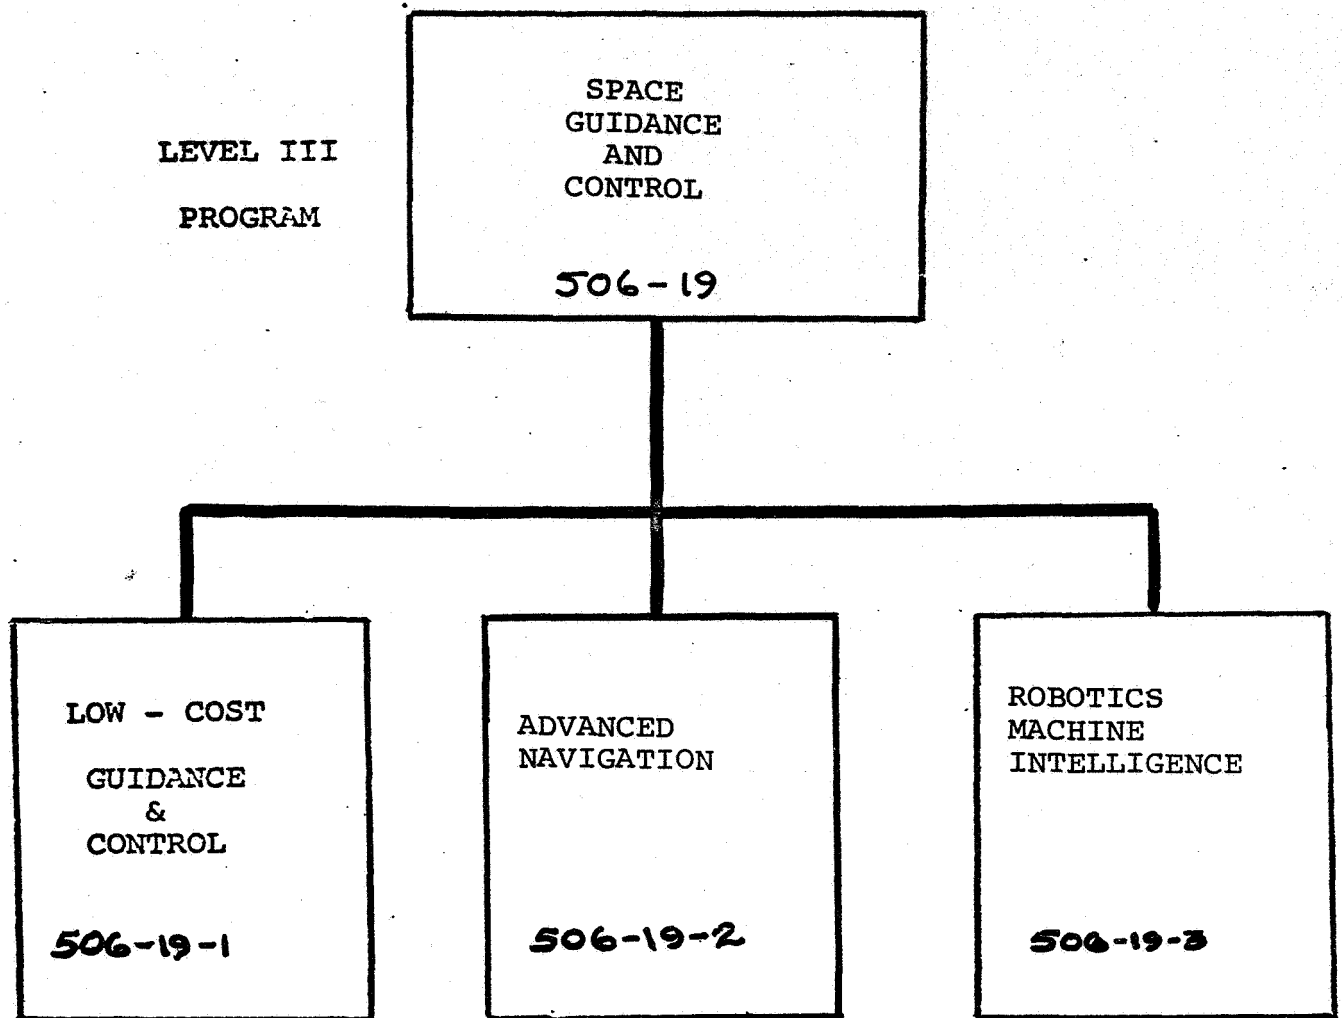 LEVEL III
PROGRAM
SPACE
GUIDANCE
AND
CONTROL
506-19
LOW - COST
GUIDANCE
&
CONTROL
506-19-1
ADVANCED
NAVIGATION
506-19-2
ROBOTICS
MACHINE
INTELLIGENCE
506-19-3